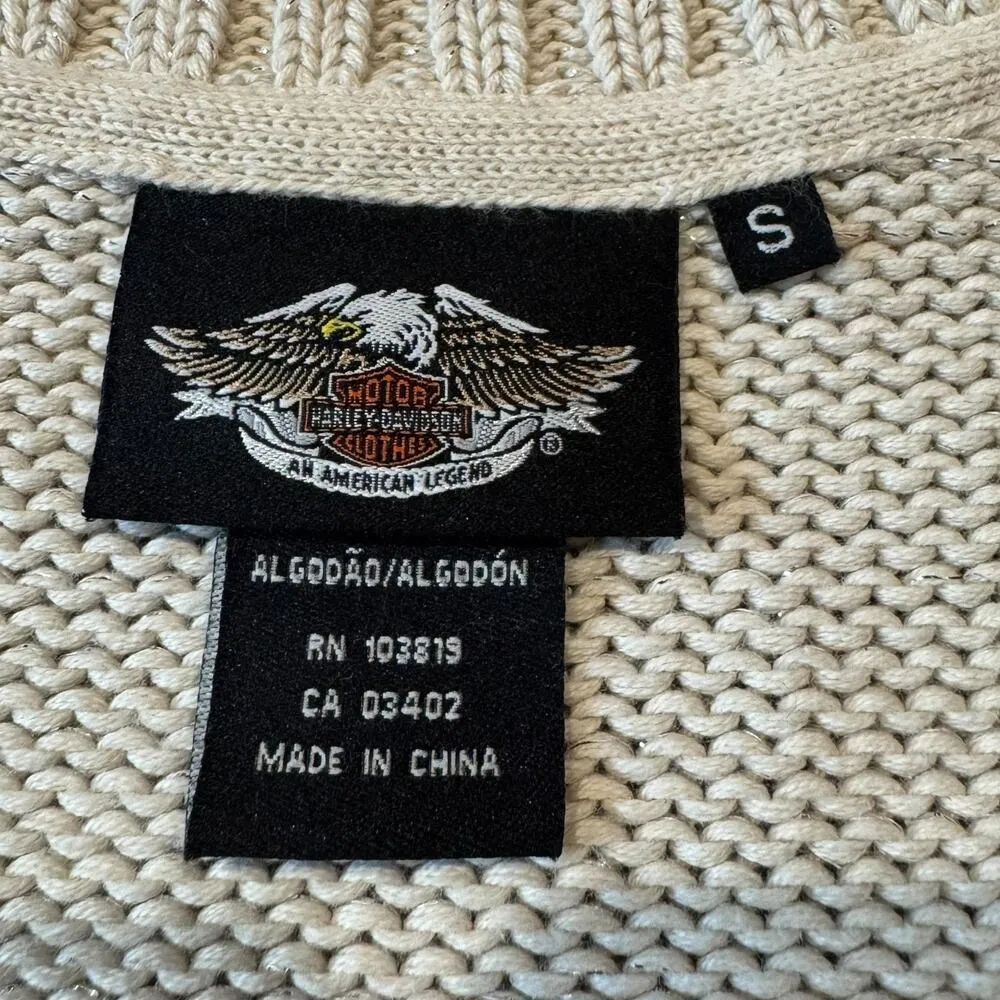 S
MOTOR
HARLEY-DAVIDSON
CLOTHES
®
AN AMERICAN LEGEND
ALGODÃO/ALGODÓN
RN 103819
CA 03402
MADE IN CHINA